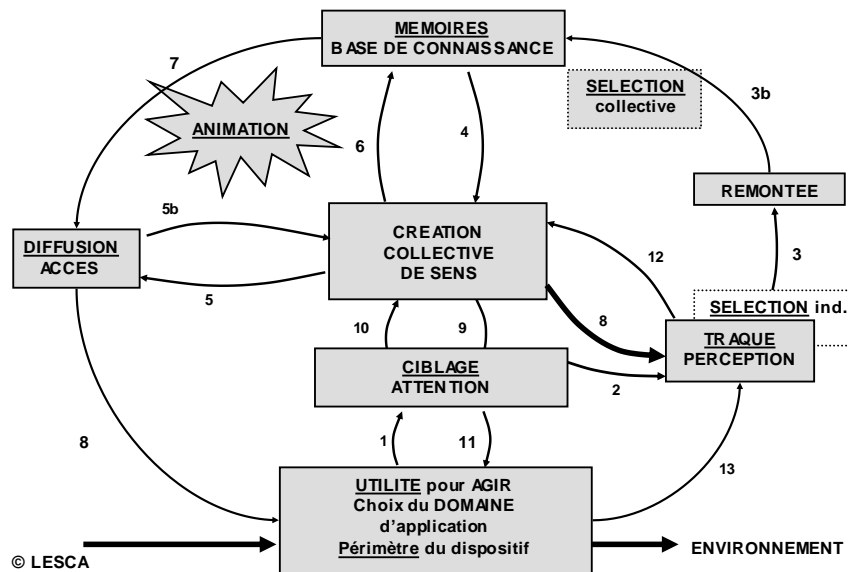 MEMOIRES
BASE DE CONNAISSANCE
7
SELECTION
collective
3b
ANIMATION
6
4
REMONTEE
5b
DIFFUSION
ACCES
CREATION
COLLECTIVE
DE SENS
12
3
5
SELECTION ind.
10
9
8
TRAQUE
PERCEPTION
CIBLAGE
ATTENTION
2
8
1
11
13
UTILITE pour AGIR
Choix du DOMAINE
d'application
Périmètre du dispositif
© LESCA
ENVIRONNEMENT